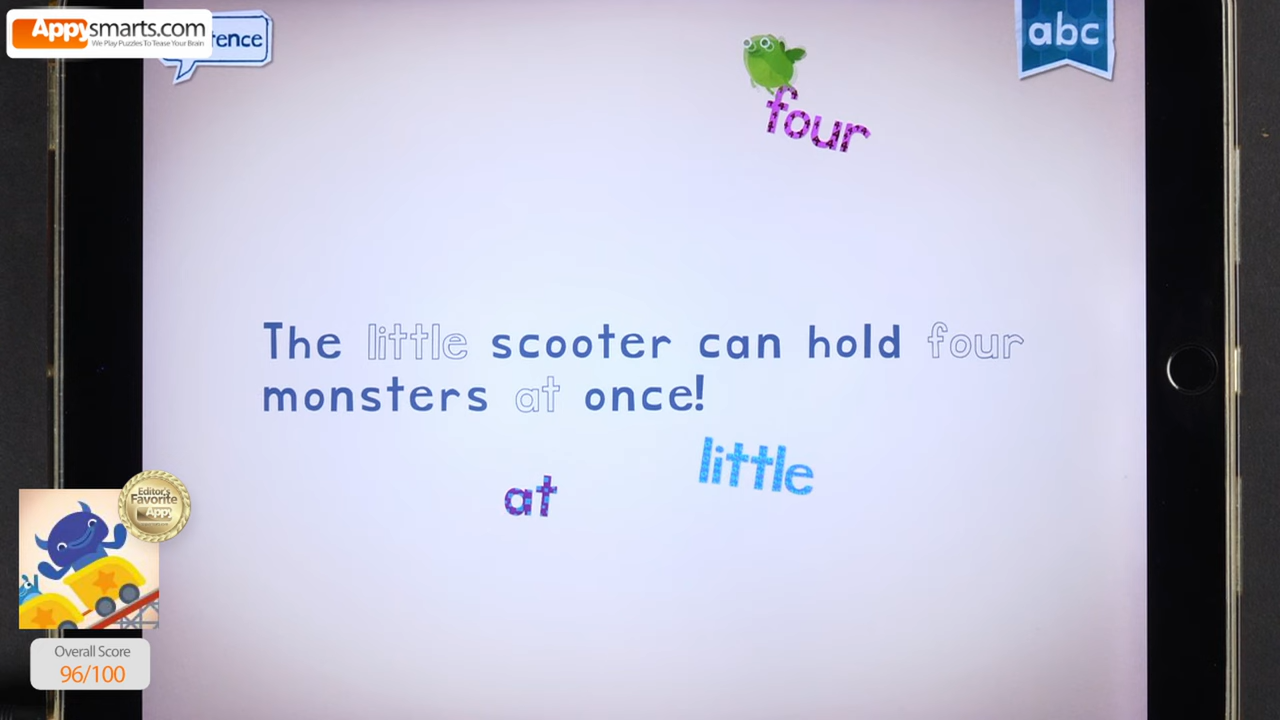 Appysmarts.com
We Play Puzzles To Tease Your Brain
tence
abc
four
The little scooter can hold four
monsters at once!
little
at
Editor's
Favorite
Appy
Overall Score
96/100